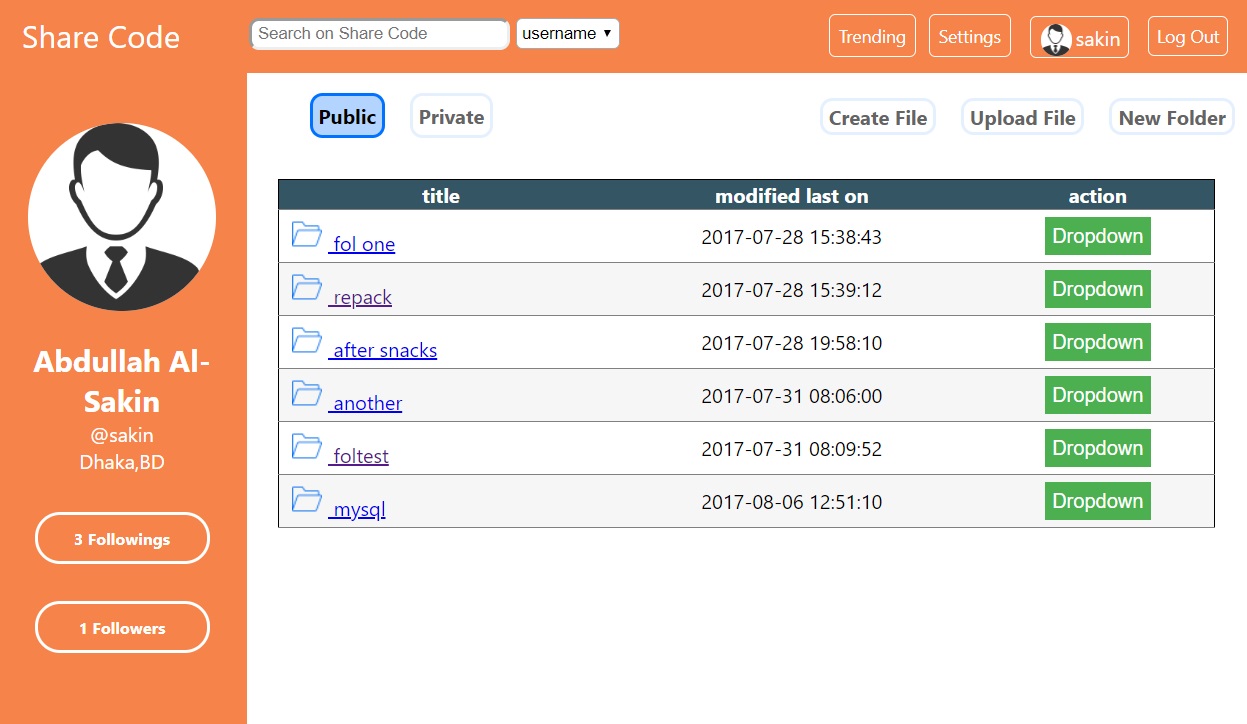 Share Code
Search on Share Code
username
Trending
Settings
sakin
Log Out
Public
Private
Create File
Upload File
New Folder
Abdullah Al-
Sakin
@sakin
Dhaka,BD
3 Followings
1 Followers
title modified last on action
fol one 2017-07-28 15:38:43 Dropdown
repack 2017-07-28 15:39:12 Dropdown
after snacks 2017-07-28 19:58:10 Dropdown
another 2017-07-31 08:06:00 Dropdown
foltest 2017-07-31 08:09:52 Dropdown
mysql 2017-08-06 12:51:10 Dropdown